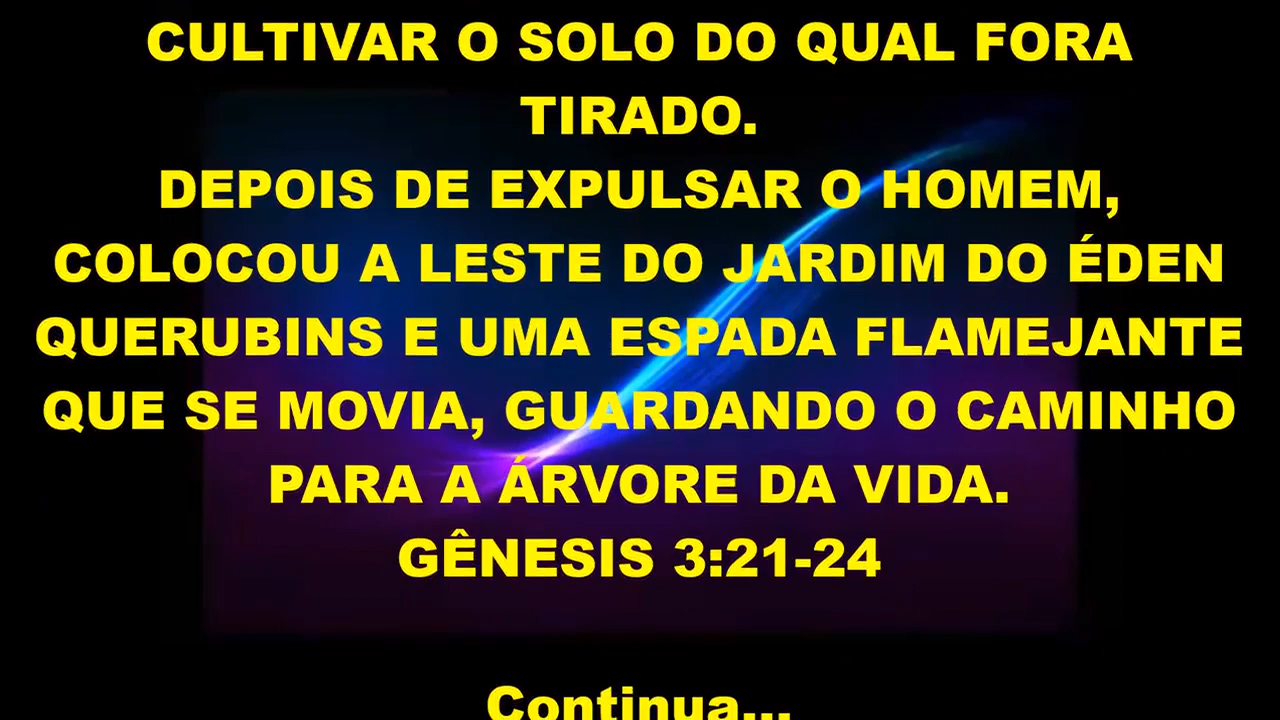 CULTIVAR O SOLO DO QUAL FORA
TIRADO.
DEPOIS DE EXPULSAR O HOMEM,
COLOCOU A LESTE DO JARDIM DO ÉDEN
QUERUBINS E UMA ESPADA FLAMEJANTE
QUE SE MOVIA, GUARDANDO O CAMINHO
PARA A ÁRVORE DA VIDA.
GÊNESIS 3:21-24
Continua...